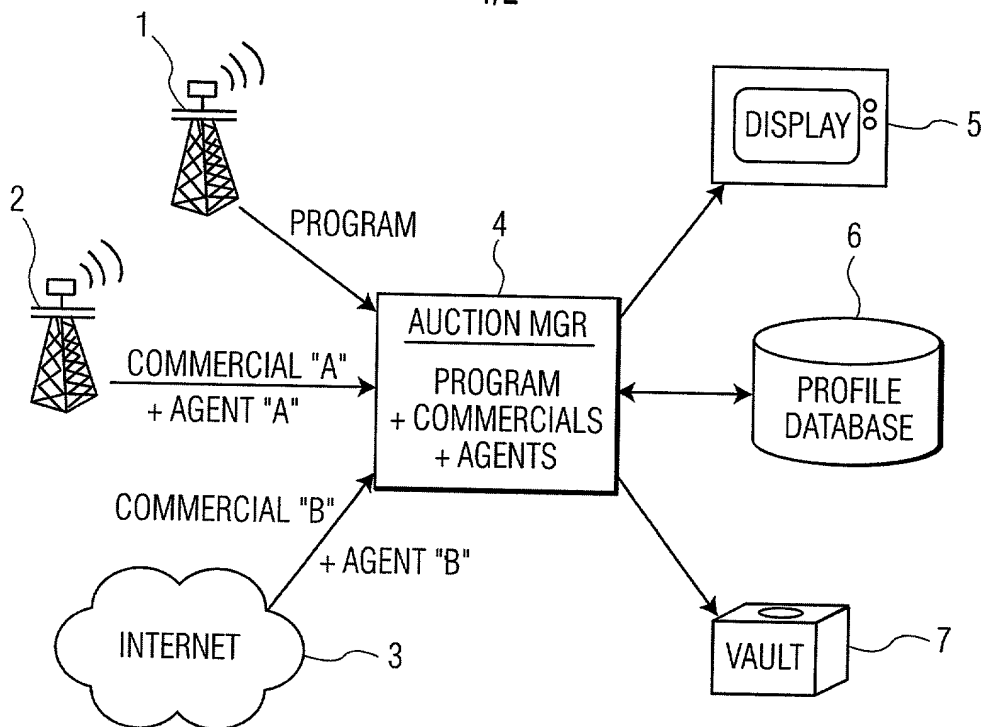 1
2
PROGRAM
COMMERCIAL "A"
+ AGENT "A"
COMMERCIAL "B"
+ AGENT "B"
INTERNET
3
4
AUCTION MGR
PROGRAM
+ COMMERCIALS
+ AGENTS
DISPLAY
5
6
PROFILE
DATABASE
VAULT
7